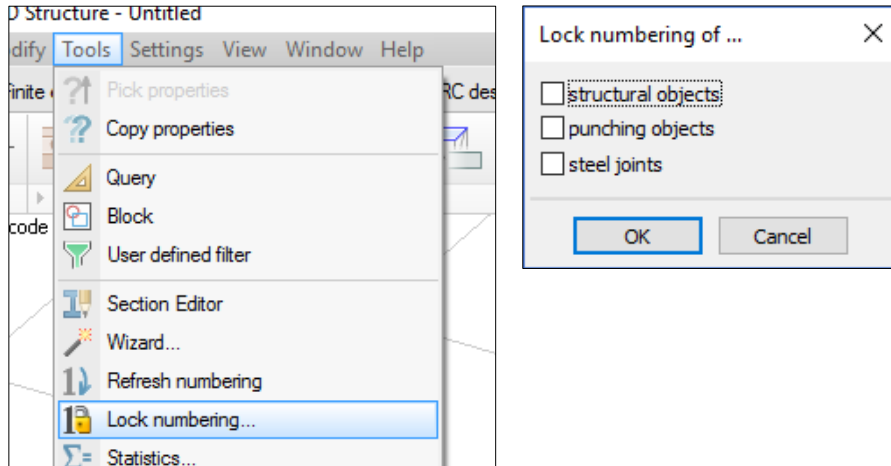 D Structure - Untitled
dify Tools Settings View Window Help
inite
RC des
Pick properties
Copy properties
Query
code
Block
User defined filter
Section Editor
Wizard...
Refresh numbering
Lock numbering...
Statistics...
Lock numbering of ...
structural objects
punching objects
steel joints
OK Cancel